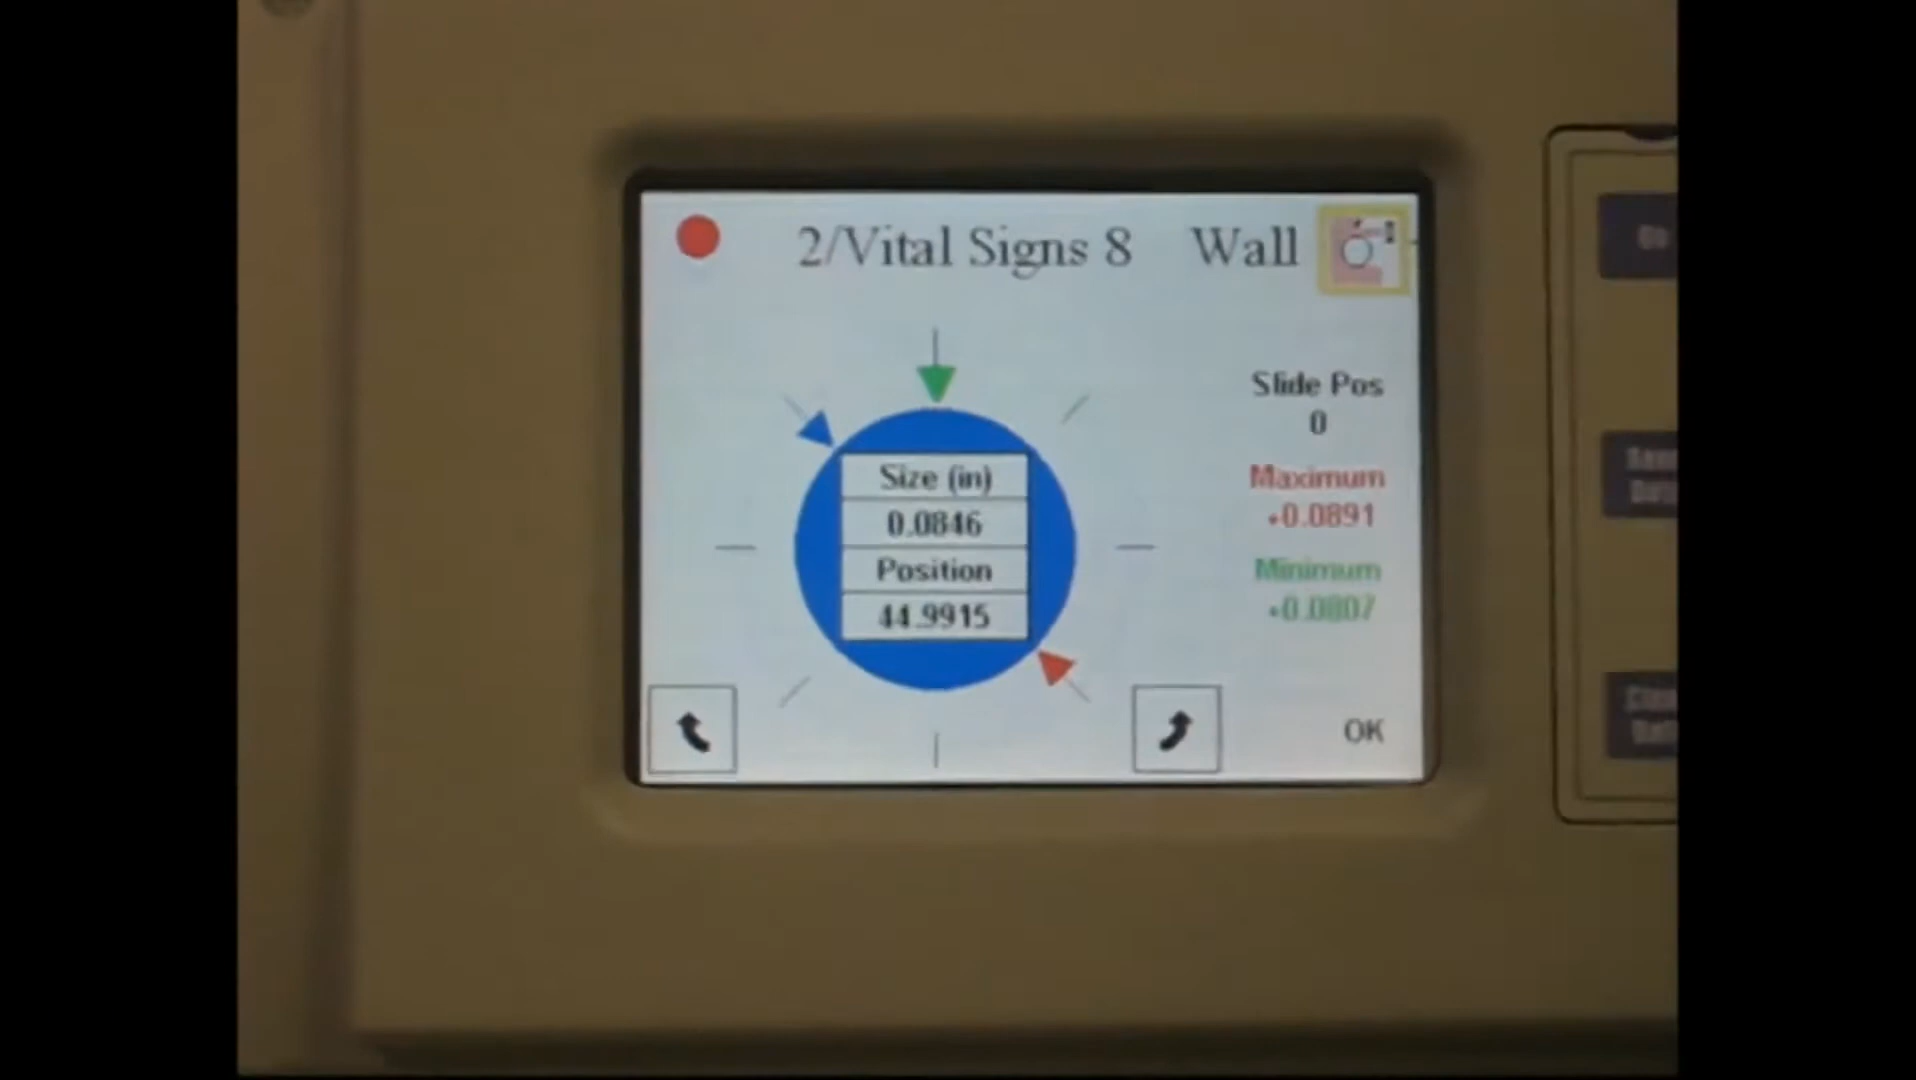 2/Vital Signs 8 Wall
Slide Pos
0
Size (in)
0.0846
Position
44.9915
Maximum
+0.0891
Minimum
+0.0807
OK